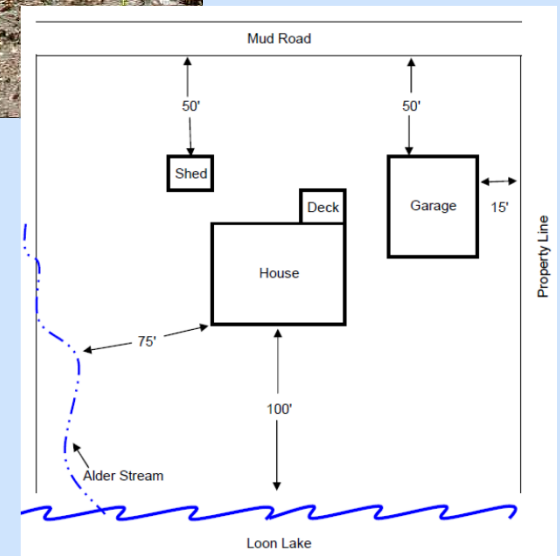 Mud Road
50'
50'
Shed
Deck
Garage
15'
House
Property Line
75'
100'
Alder Stream
Loon Lake